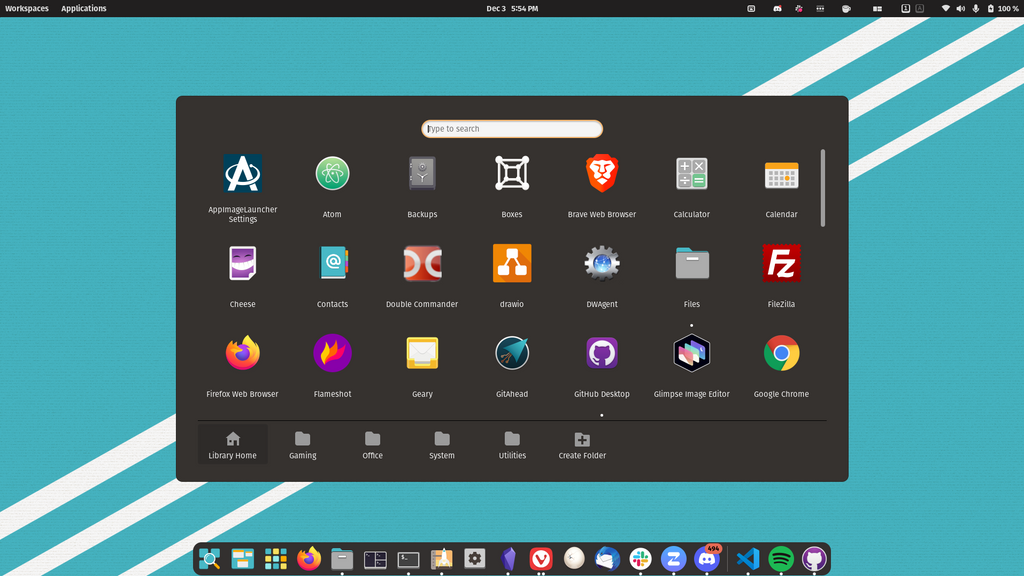 Workspaces Applications Dec 3 5:54 PM 1 A 100 %
Type to search
AppImageLauncher
Settings
Atom Backups Boxes Brave Web Browser Calculator Calendar
Cheese Contacts Double Commander drawio DWAgent Files FileZilla
Firefox Web Browser Flameshot Geary GitAhead GitHub Desktop Glimpse Image Editor Google Chrome
Library Home Gaming Office System Utilities Create Folder
494